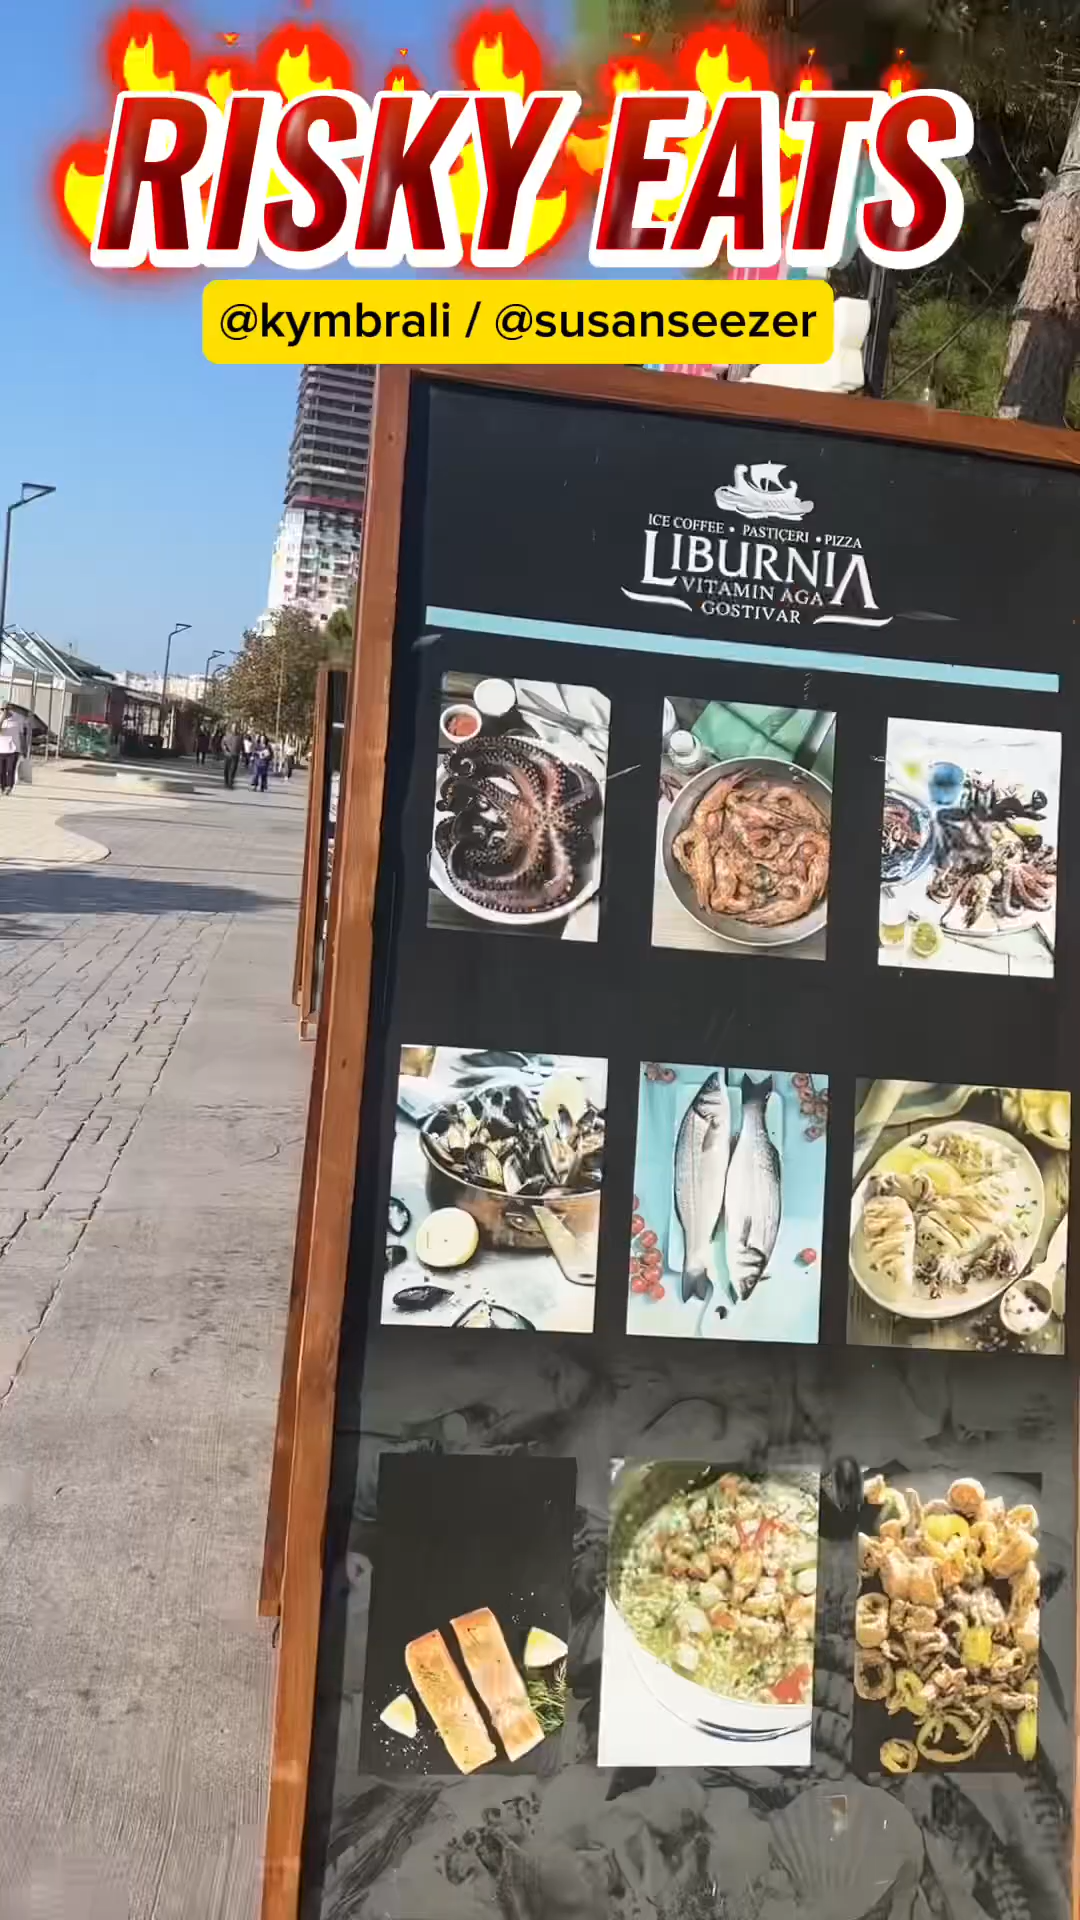 RISKY EATS
@kymbrali / @susanseezer
ICE COFFEE • PASTIÇERI • PIZZA
LIBURNIA
VITAMIN AGA
GOSTIVAR